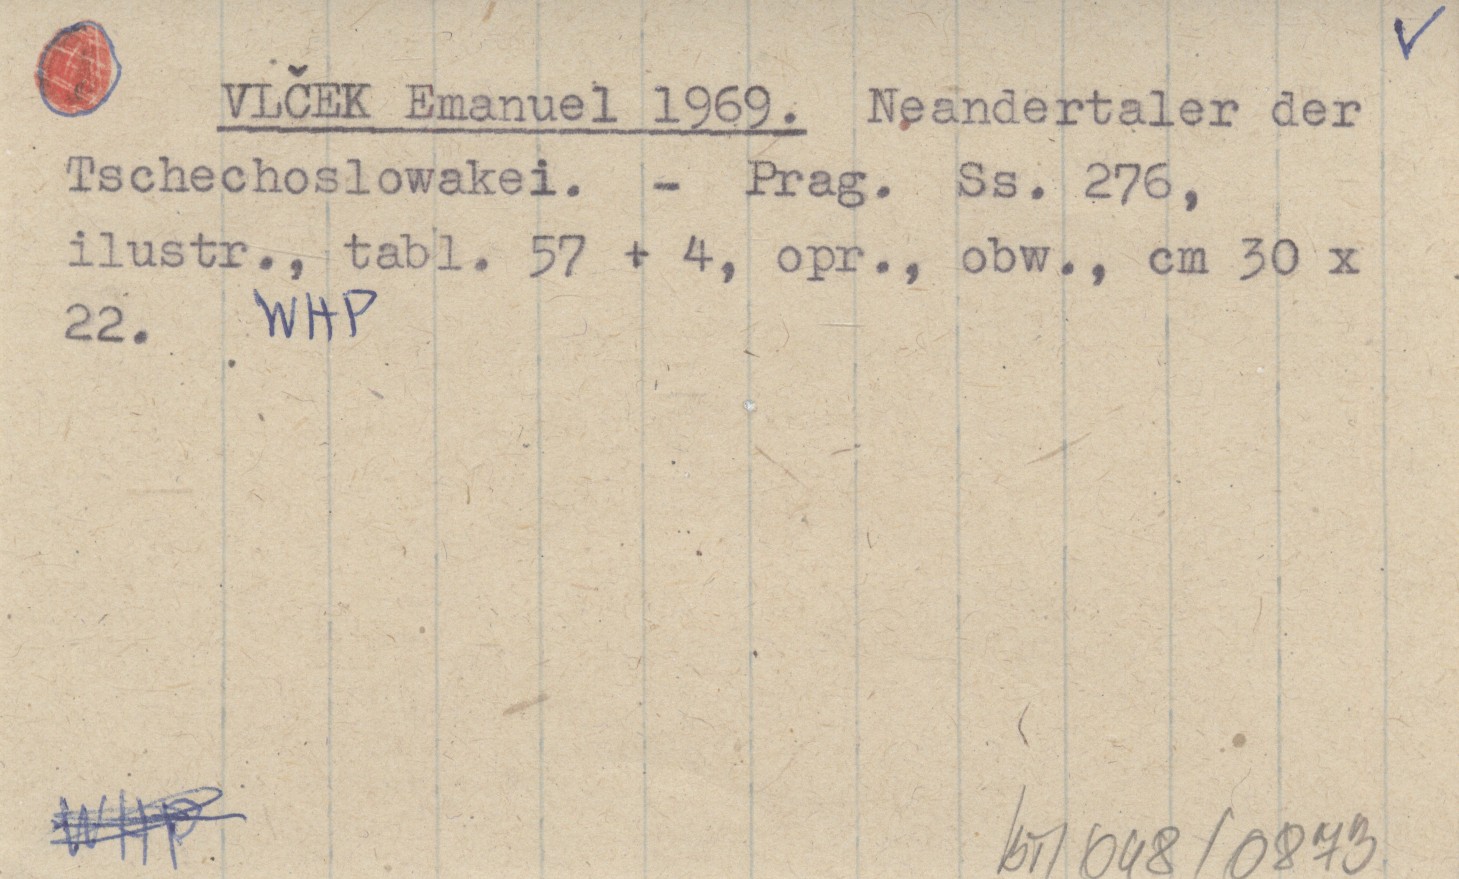 VLČEK Emanuel 1969. Neandertaler der
Tschechoslowakei. - Prag. Ss. 276,
ilustr., tabl. 57 + 4, opr., obw., cm 30 x
22. WHP
WHP
048/0873